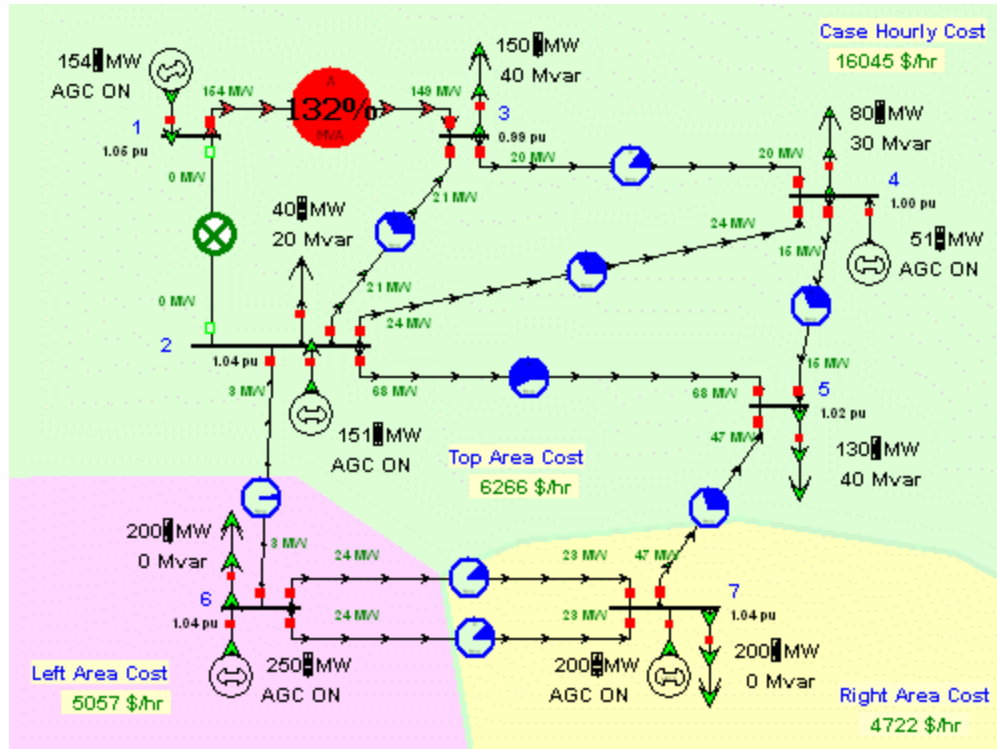 Case Hourly Cost
16045 $/hr
154 MW
AGC ON
154 MW
A
132%
MVA
149 MW
150 MW
40 Mvar
1
1.05 pu
3
0.99 pu
80 MW
30 Mvar
20 MW
20 MW
4
1.00 pu
0 MW
40 MW
20 Mvar
21 MW
24 MW
15 MW
51 MW
AGC ON
0 MW
21 MW
24 MW
2
1.04 pu
15 MW
3 MW
68 MW
68 MW
5
1.02 pu
151 MW
AGC ON
47 MW
130 MW
40 Mvar
Top Area Cost
6266 $/hr
200 MW
0 Mvar
3 MW
24 MW
23 MW
47 MW
6
1.04 pu
24 MW
23 MW
7
1.04 pu
250 MW
AGC ON
200 MW
AGC ON
200 MW
0 Mvar
Left Area Cost
5057 $/hr
Right Area Cost
4722 $/hr